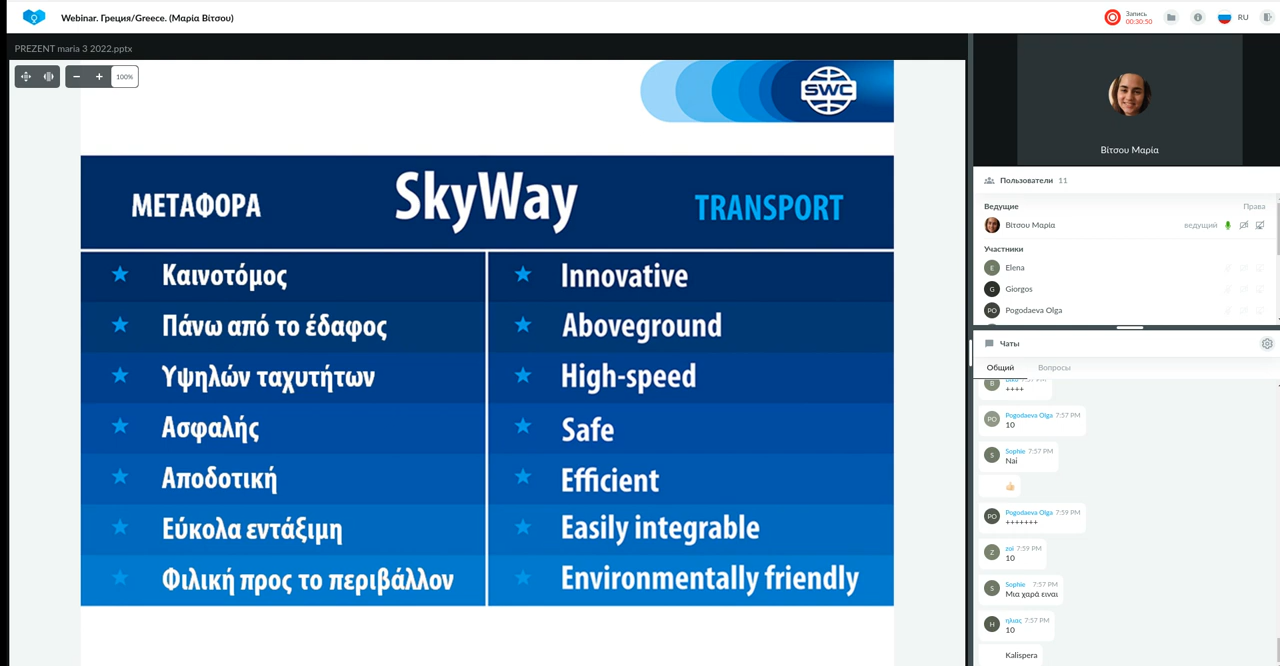 Webinar. Греция/Greece. (Μαρία Βίτσου)
Запись
00:30:50
RU
PREZENT maria 3 2022.pptx
100%
SWC
ΜΕΤΑΦΟΡΑ
SkyWay
TRANSPORT
Καινοτόμος
Innovative
Πάνω από το έδαφος
Aboveground
Υψηλών ταχυτήτων
High-speed
Ασφαλής
Safe
Αποδοτική
Efficient
Εύκολα εντάξιμη
Easily integrable
Φιλική προς το περιβάλλον
Environmentally friendly
Βίτσου Μαρία
Пользователи 11
Ведущие Права
Βίτσου Μαρία ведущий
Участники
E Elena
G Giorgos
PO Pogodaeva Olga
Чаты
Общий Вопросы
++++
Pogodaeva Olga 7:57 PM
PO
10
Sophie 7:57 PM
S
Nai
Pogodaeva Olga 7:59 PM
PO
+++++++
zoi 7:59 PM
Z
10
Sophie 7:57 PM
S
Μια χαρά ειναι
ηλιας 7:57 PM
Η
10
Kalispera